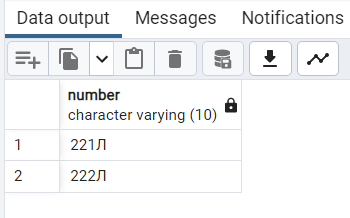 Data output Messages Notifications
number
character varying (10)
1 221Л
2 222Л